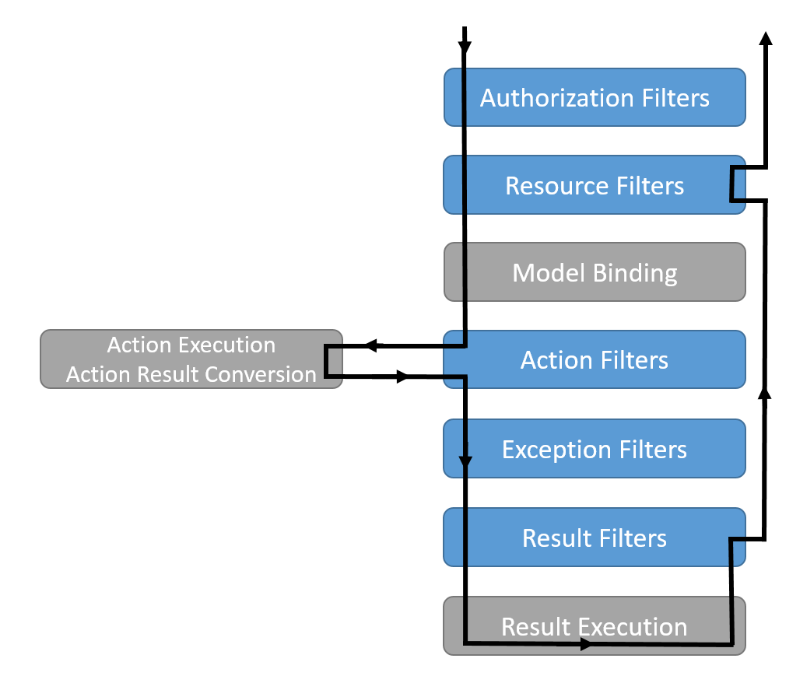 Authorization Filters
Resource Filters
Model Binding
Action Execution
Action Result Conversion
Action Filters
Exception Filters
Result Filters
Result Execution